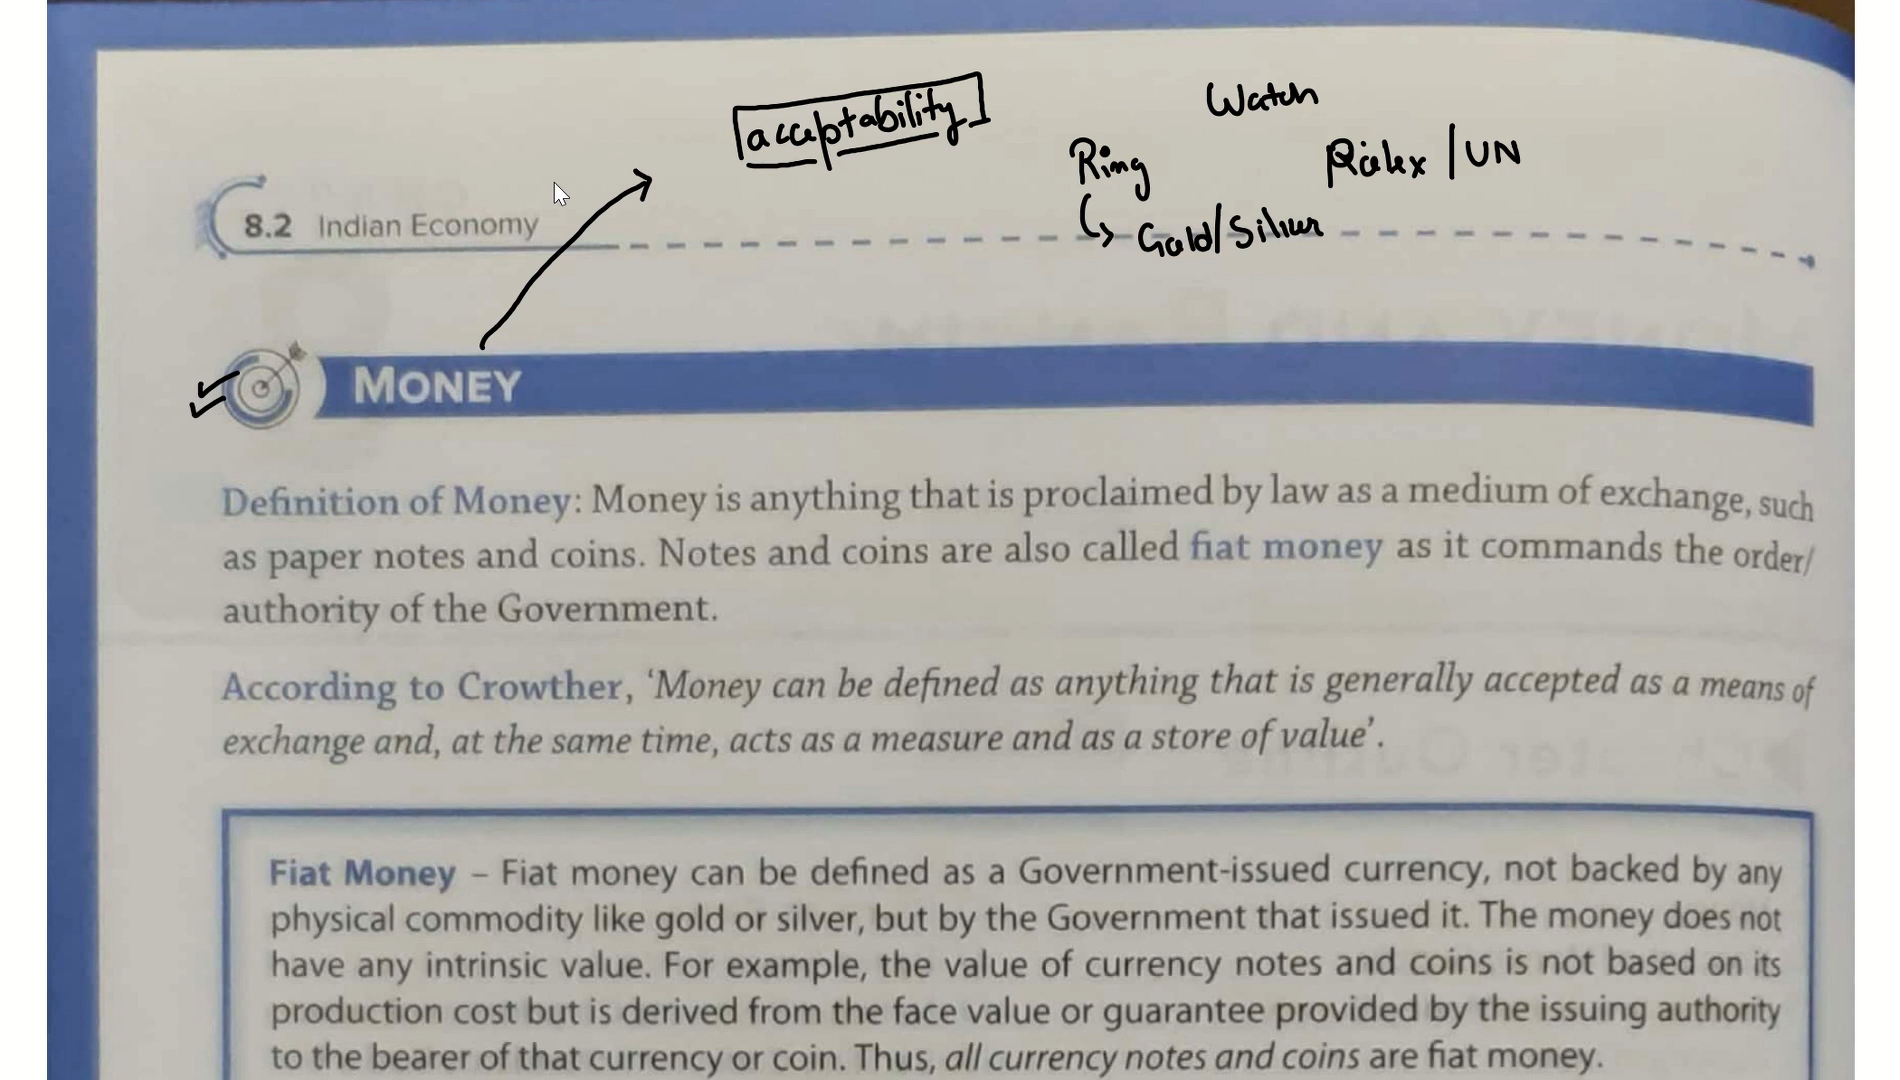 acceptability
Watch
Ring
Rolex / UN
Gold/Silver
8.2 Indian Economy
MONEY
Definition of Money: Money is anything that is proclaimed by law as a medium of exchange, such
as paper notes and coins. Notes and coins are also called fiat money as it commands the order/
authority of the Government.
According to Crowther, ‘Money can be defined as anything that is generally accepted as a means of
exchange and, at the same time, acts as a measure and as a store of value’.
Fiat Money – Fiat money can be defined as a Government-issued currency, not backed by any
physical commodity like gold or silver, but by the Government that issued it. The money does not
have any intrinsic value. For example, the value of currency notes and coins is not based on its
production cost but is derived from the face value or guarantee provided by the issuing authority
to the bearer of that currency or coin. Thus, all currency notes and coins are fiat money.